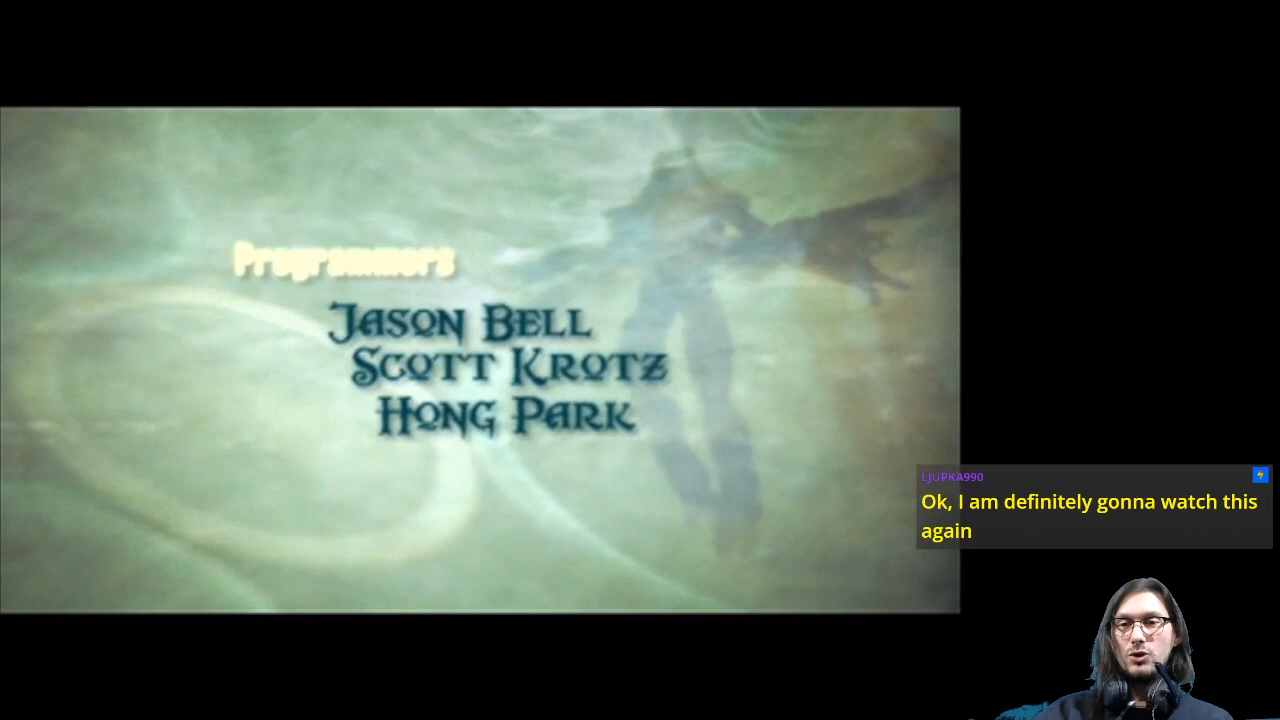 Programmers
Jason Bell
Scott Krotz
Hong Park
LJUPKA990
Ok, I am definitely gonna watch this
again